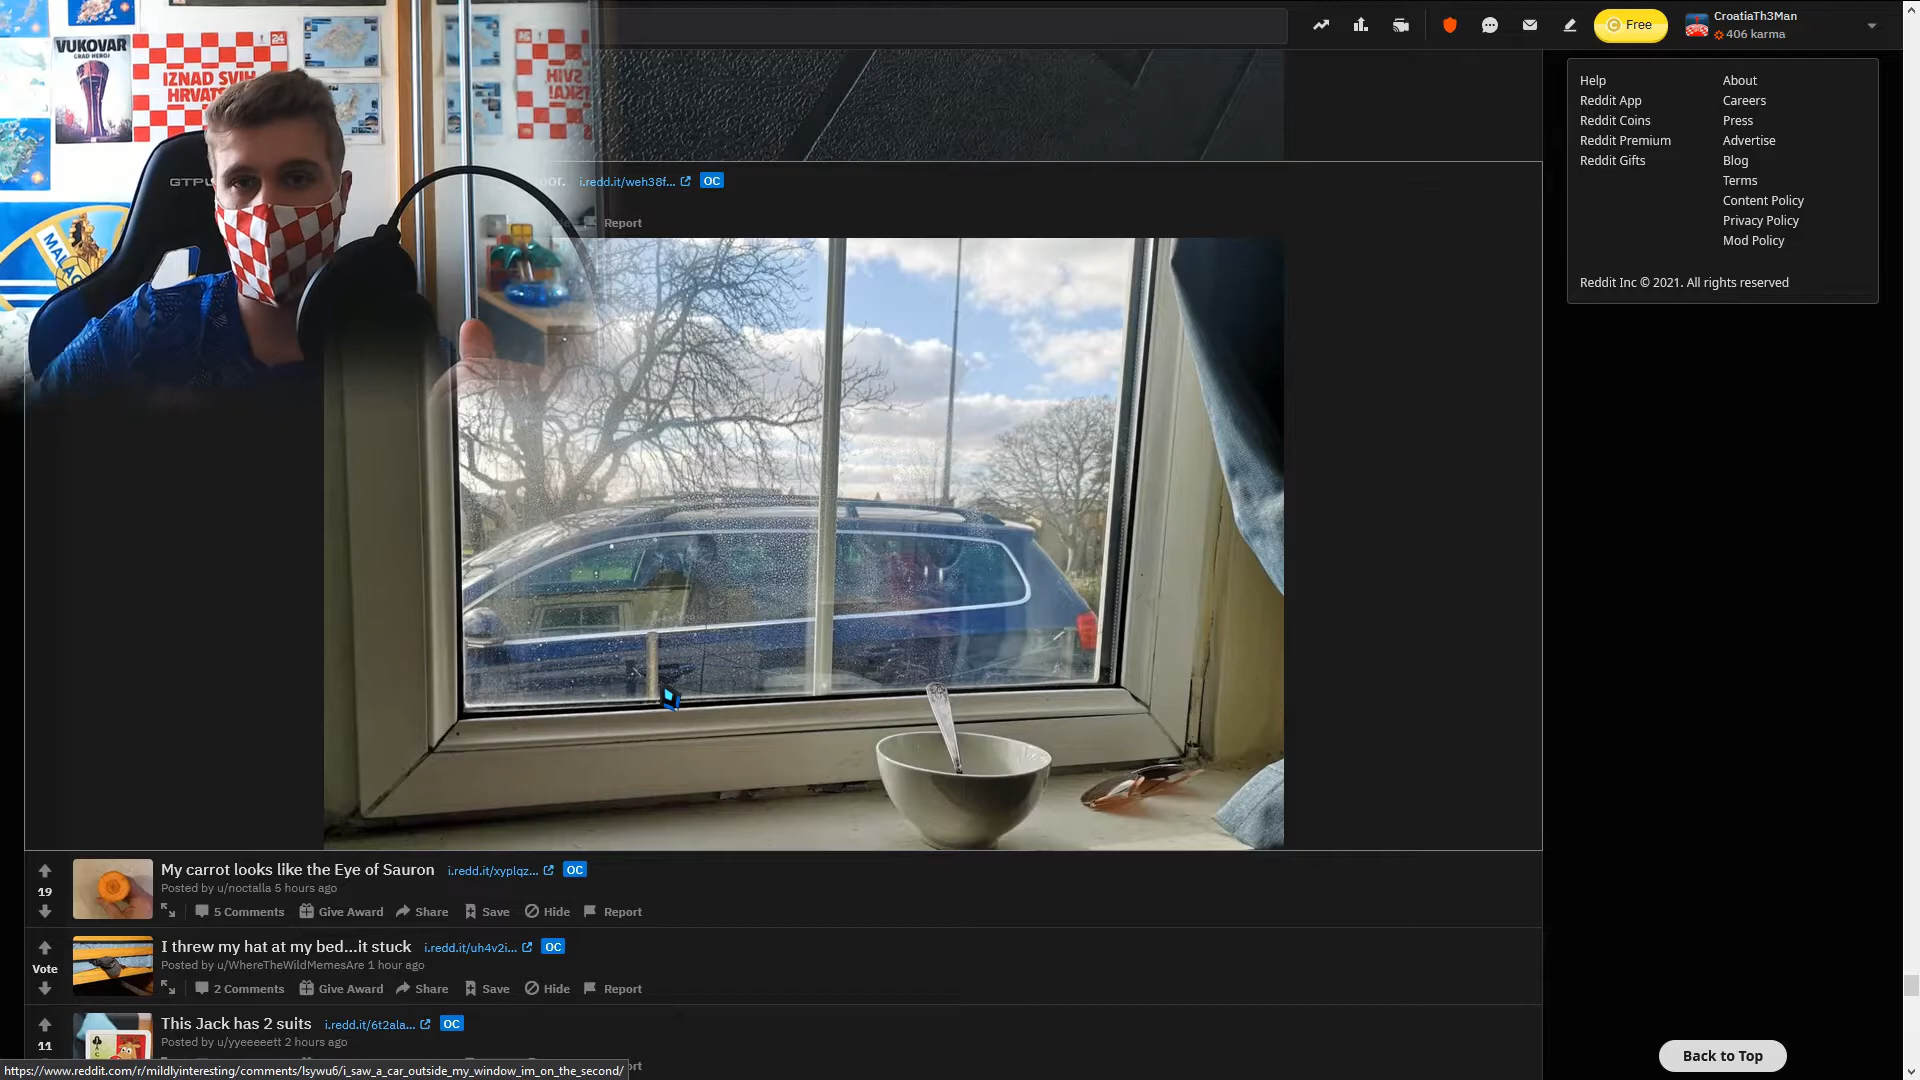 VUKOVAR
GRAD HEROJ
IZNAD SVIH
24
GTPL
MALAG
CroatiaTh3Man
406 karma
Free
Help
About
Reddit App
Careers
Reddit Coins
Press
Reddit Premium
Advertise
Reddit Gifts
Blog
Terms
Content Policy
Privacy Policy
Mod Policy
Reddit Inc © 2021. All rights reserved
oor. i.redd.it/weh38f... OC
Report
My carrot looks like the Eye of Sauron i.redd.it/xyplqz... OC
19
Posted by u/noctalla 5 hours ago
5 Comments Give Award Share Save Hide Report
I threw my hat at my bed...it stuck i.redd.it/uh4v2i... OC
Vote
Posted by u/WhereTheWildMemesAre 1 hour ago
2 Comments Give Award Share Save Hide Report
This Jack has 2 suits i.redd.it/6t2ala... OC
11
Posted by u/yyeeeeett 2 hours ago
https://www.reddit.com/r/mildlyinteresting/comments/lsywu6/i_saw_a_car_outside_my_window_im_on_the_second/
Back to Top